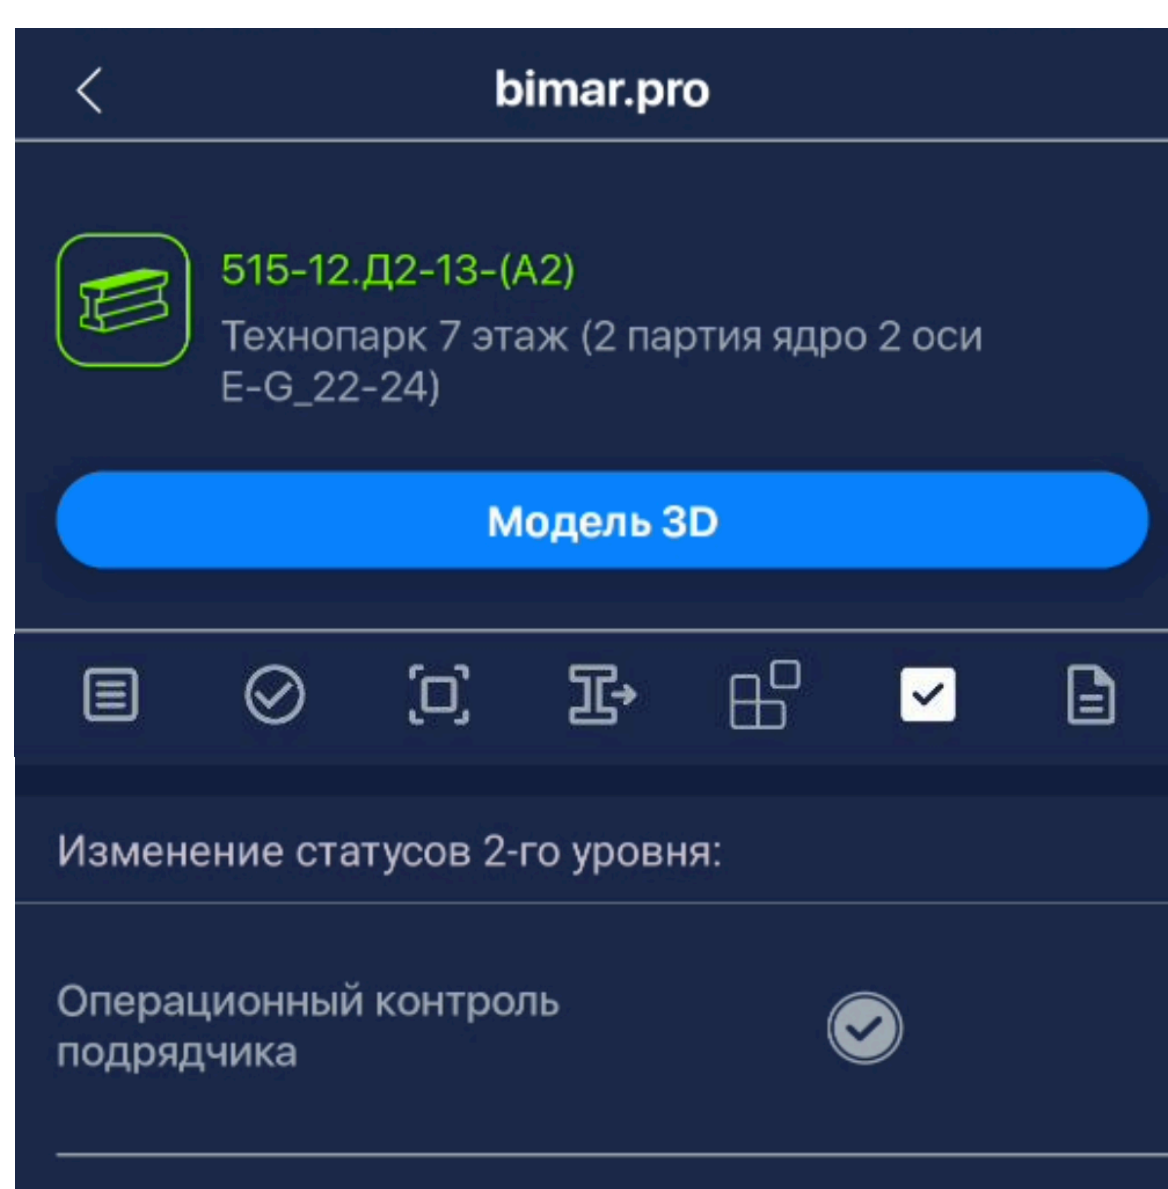 bimar.pro
515-12.Д2-13-(А2)
Технопарк 7 этаж (2 партия ядро 2 оси
E-G_22-24)
Модель 3D
Изменение статусов 2-го уровня:
Операционный контроль
подрядчика